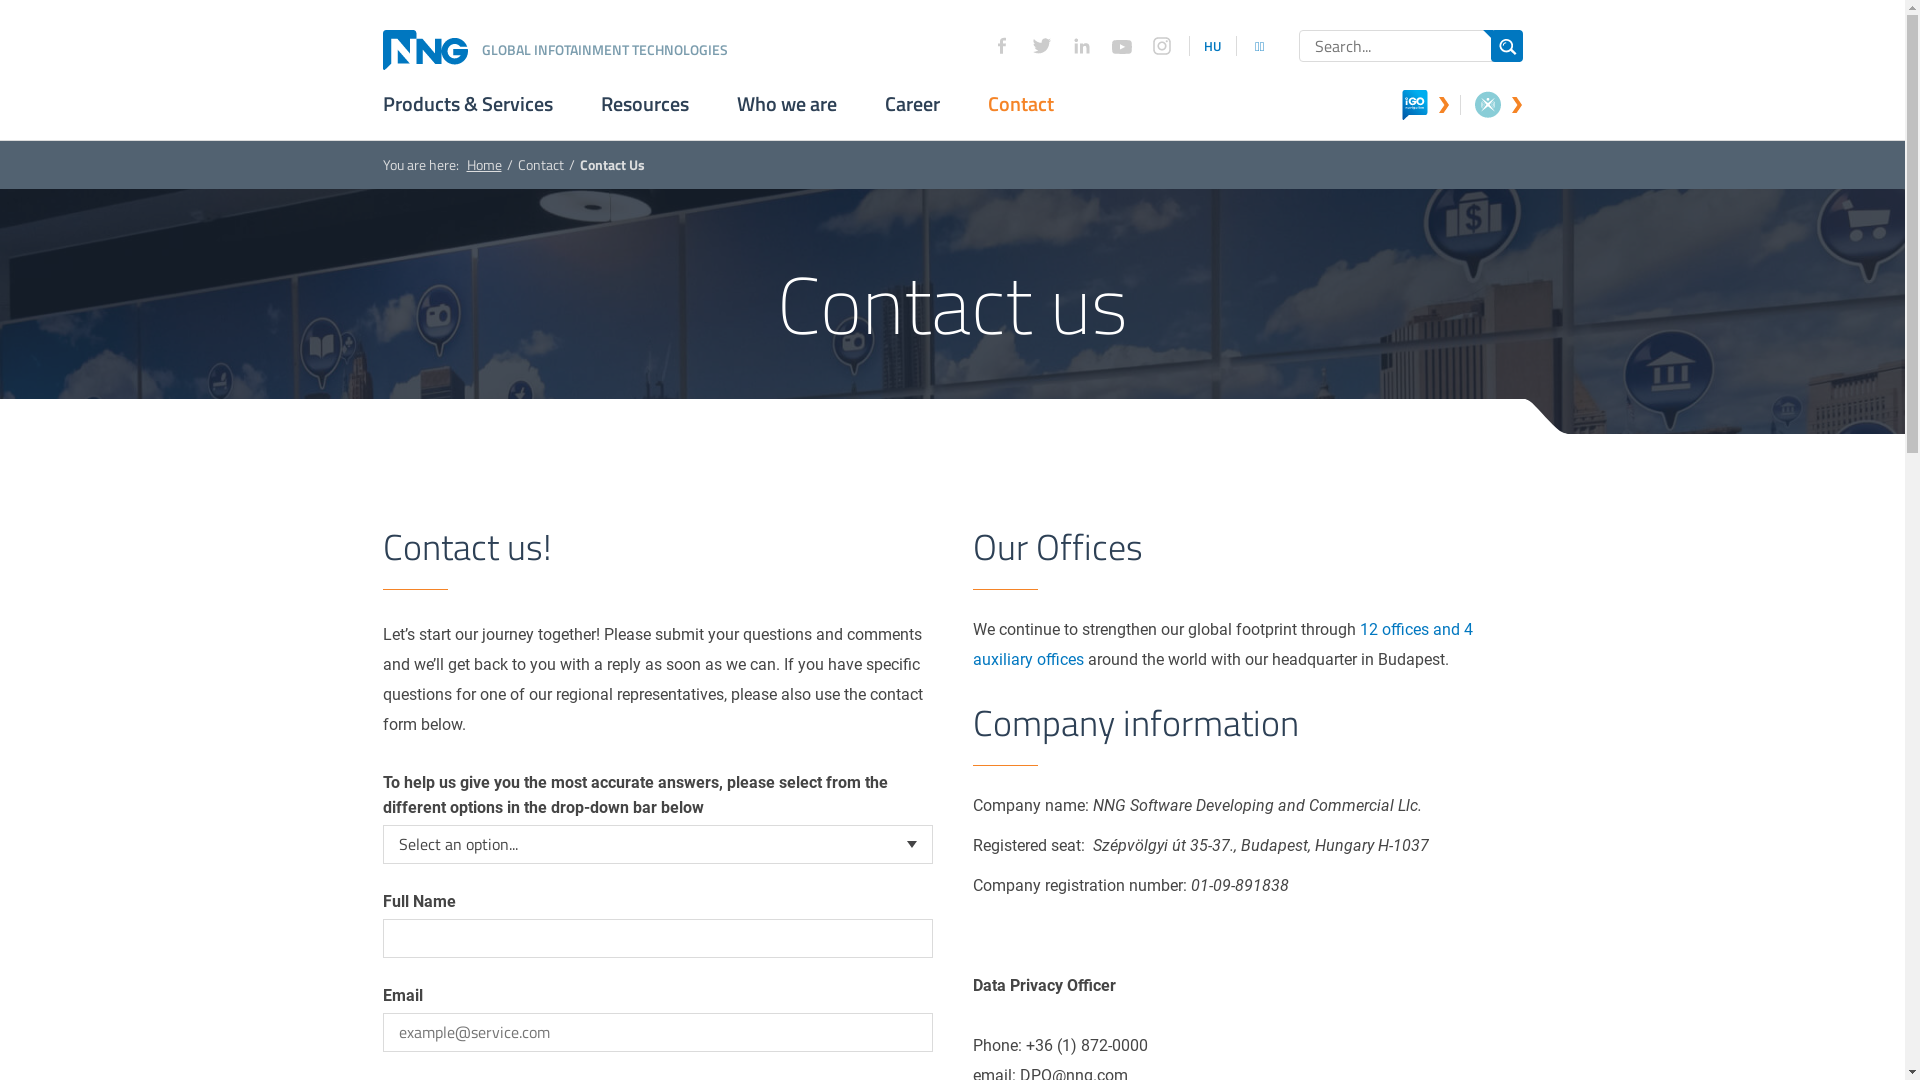 NNG
GLOBAL INFOTAINMENT TECHNOLOGIES
HU
Search...
Products & Services
Resources
Who we are
Career
Contact
iGO
You are here: Home / Contact / Contact Us
Contact us
Contact us!
Let’s start our journey together! Please submit your questions and comments
and we’ll get back to you with a reply as soon as we can. If you have specific
questions for one of our regional representatives, please also use the contact
form below.
To help us give you the most accurate answers, please select from the
different options in the drop-down bar below
Select an option...
Full Name
Email
example@service.com
Our Offices
We continue to strengthen our global footprint through 12 offices and 4
auxiliary offices around the world with our headquarter in Budapest.
Company information
Company name: NNG Software Developing and Commercial Llc.
Registered seat: Szépvölgyi út 35-37., Budapest, Hungary H-1037
Company registration number: 01-09-891838
Data Privacy Officer
Phone: +36 (1) 872-0000
email: DPO@nng.com